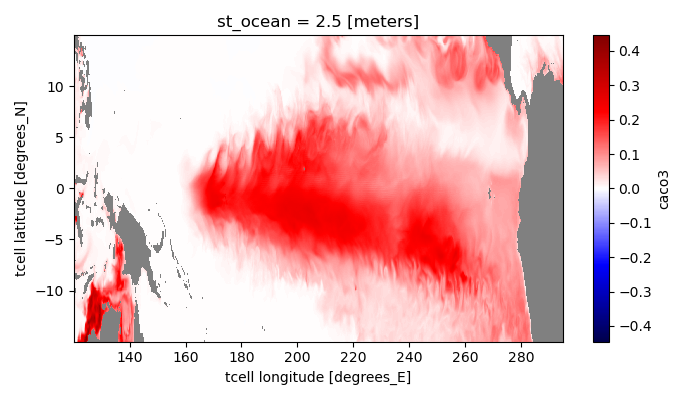 st_ocean = 2.5 [meters]
10
5
0
−5
−10
tcell latitude [degrees_N]
140 160 180 200 220 240 260 280
tcell longitude [degrees_E]
0.4
0.3
0.2
0.1
0.0
−0.1
−0.2
−0.3
−0.4
caco3